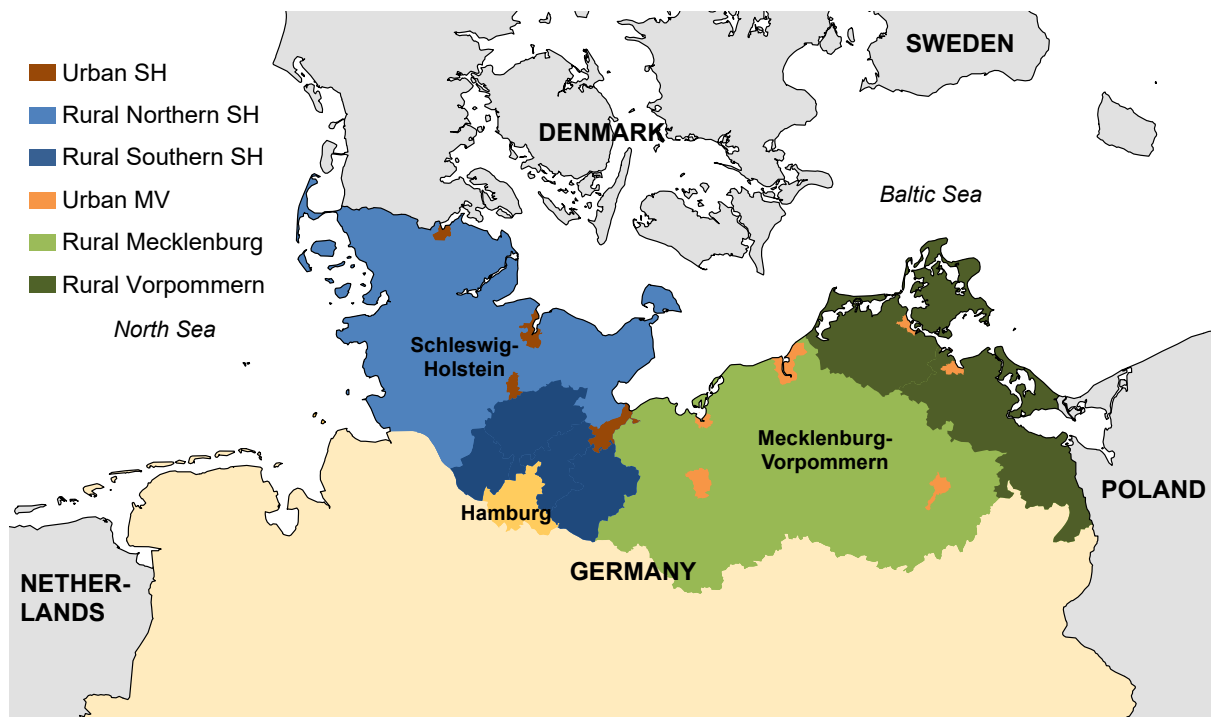 SWEDEN
Urban SH
Rural Northern SH
DENMARK
Rural Southern SH
Urban MV
Baltic Sea
Rural Mecklenburg
Rural Vorpommern
North Sea
Schleswig-
Holstein
Mecklenburg-
Vorpommern
POLAND
Hamburg
GERMANY
NETHER-
LANDS